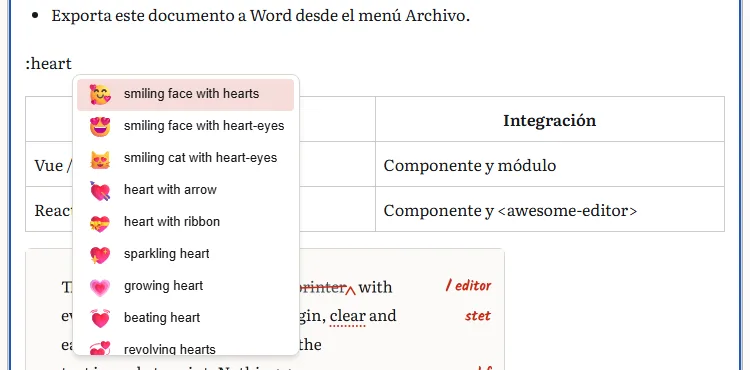 Exporta este documento a Word desde el menú Archivo.
:heart
smiling face with hearts
smiling face with heart-eyes
smiling cat with heart-eyes
heart with arrow
heart with ribbon
sparkling heart
growing heart
beating heart
revolving hearts
Integración
Vue /
Componente y módulo
React
Componente y <awesome-editor>
with
/ editor
clear and
stet
the